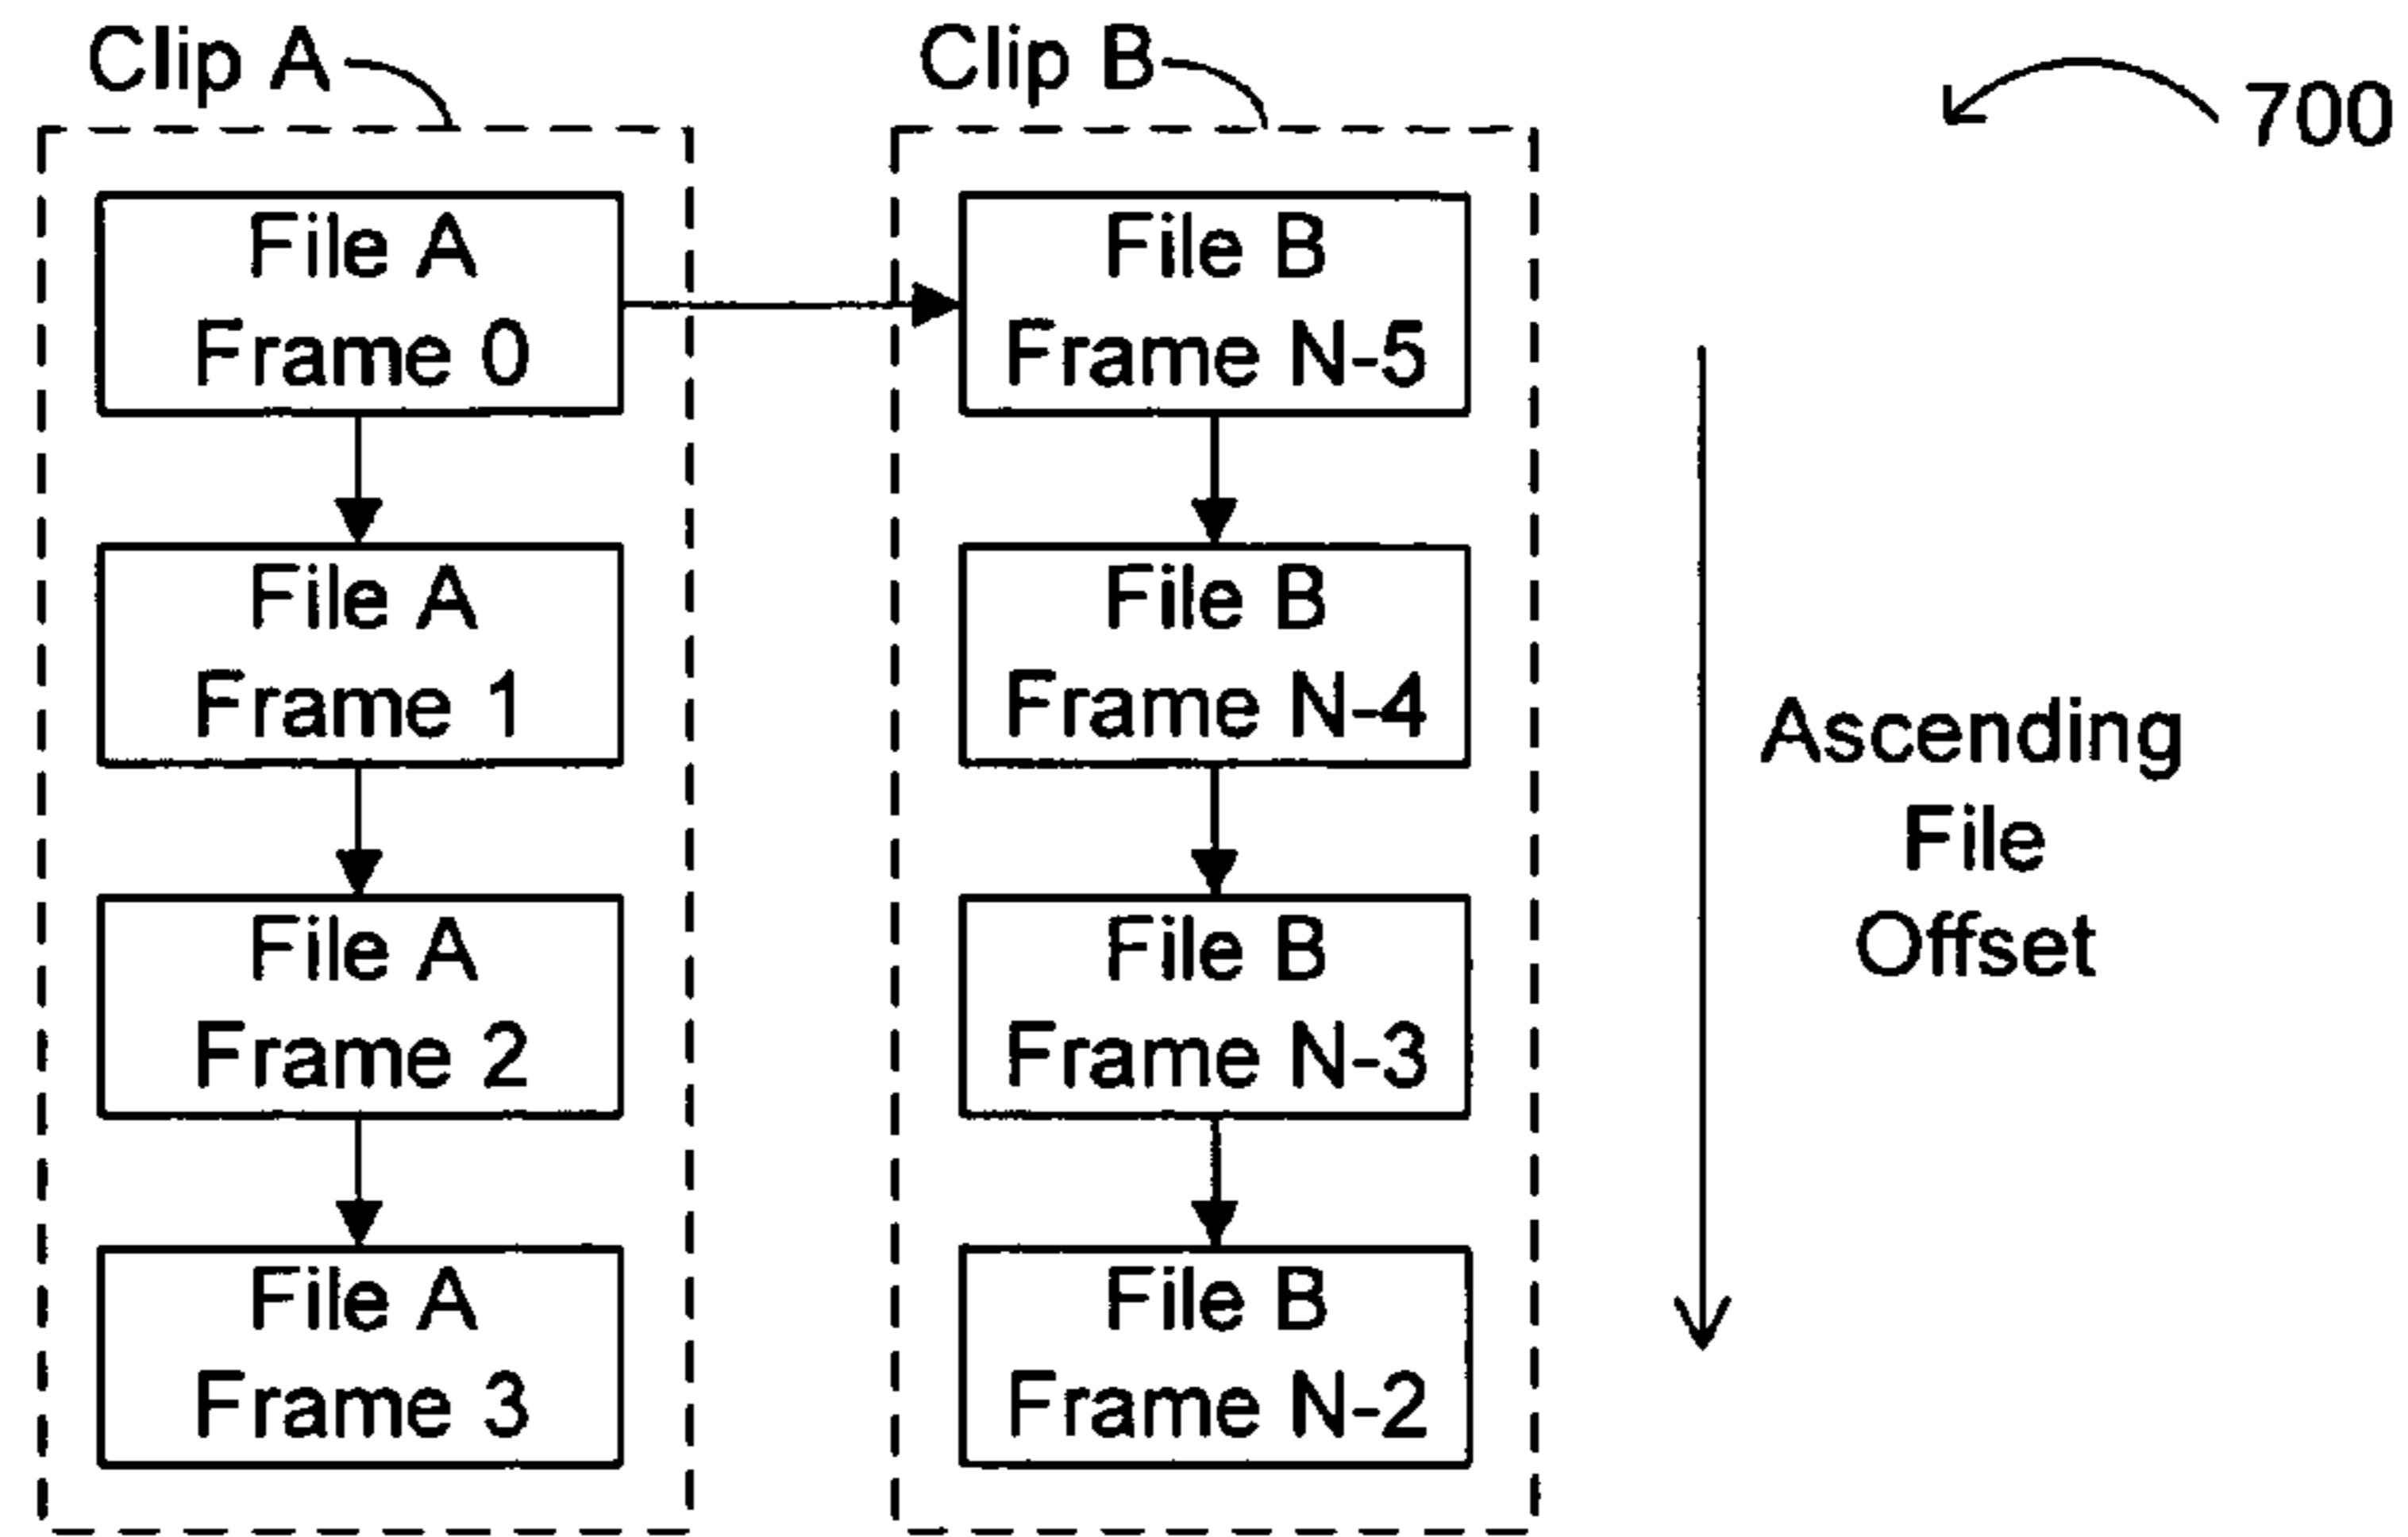 Clip A
Clip B
700
File A
Frame 0
File B
Frame N-5
File A
Frame 1
File B
Frame N-4
File A
Frame 2
File B
Frame N-3
File A
Frame 3
File B
Frame N-2
Ascending
File
Offset